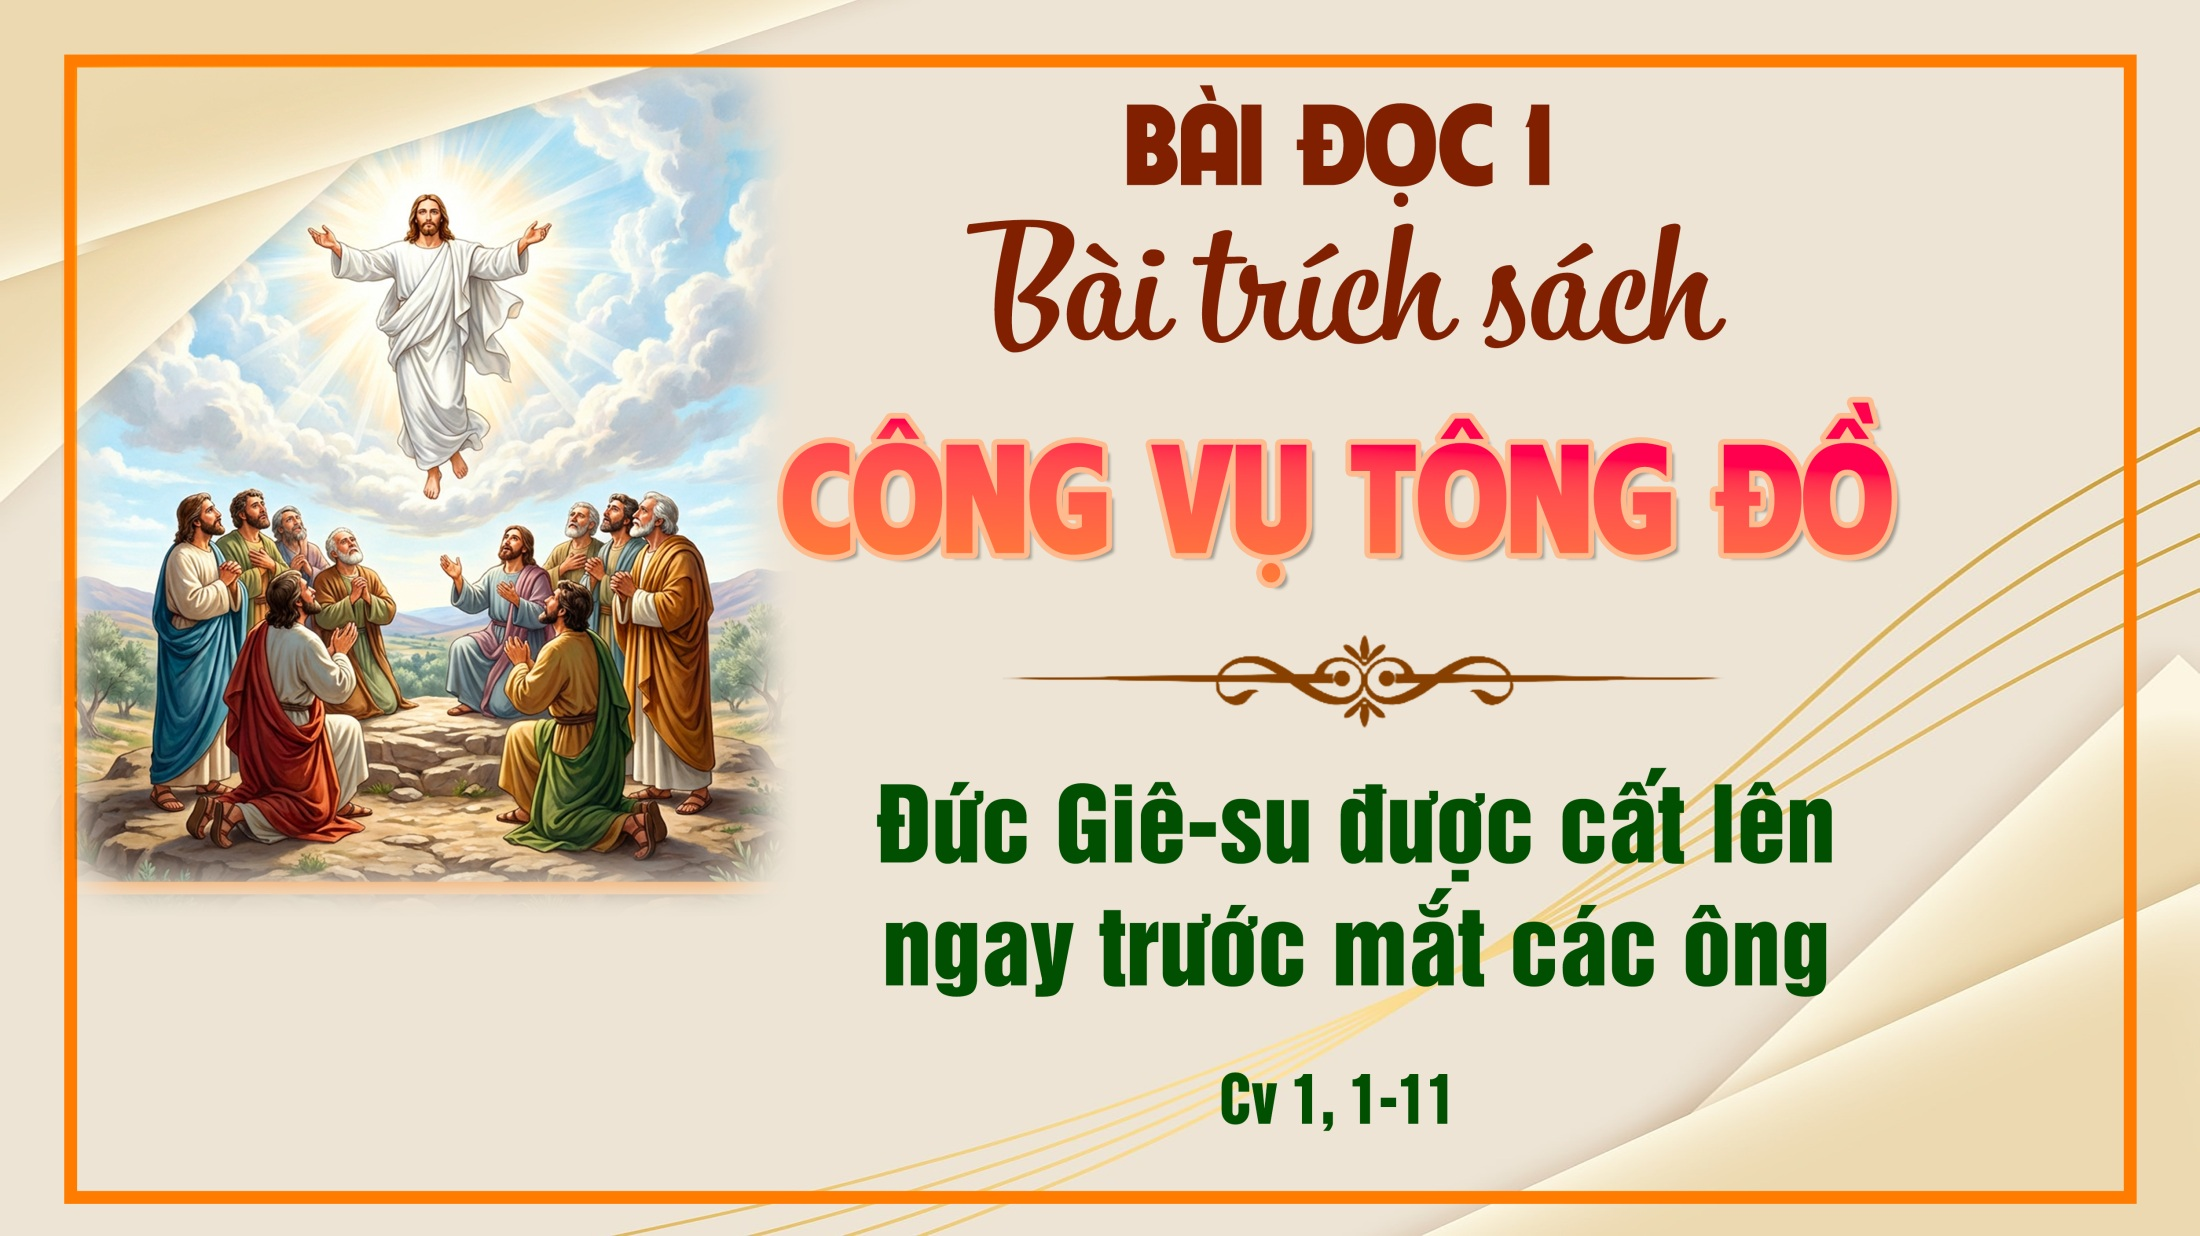 BÀI ĐỌC 1
Bài trích sách
CÔNG VỤ TÔNG ĐỒ
Đức Giê-su được cất lên
ngay trước mắt các ông
Cv 1, 1-11